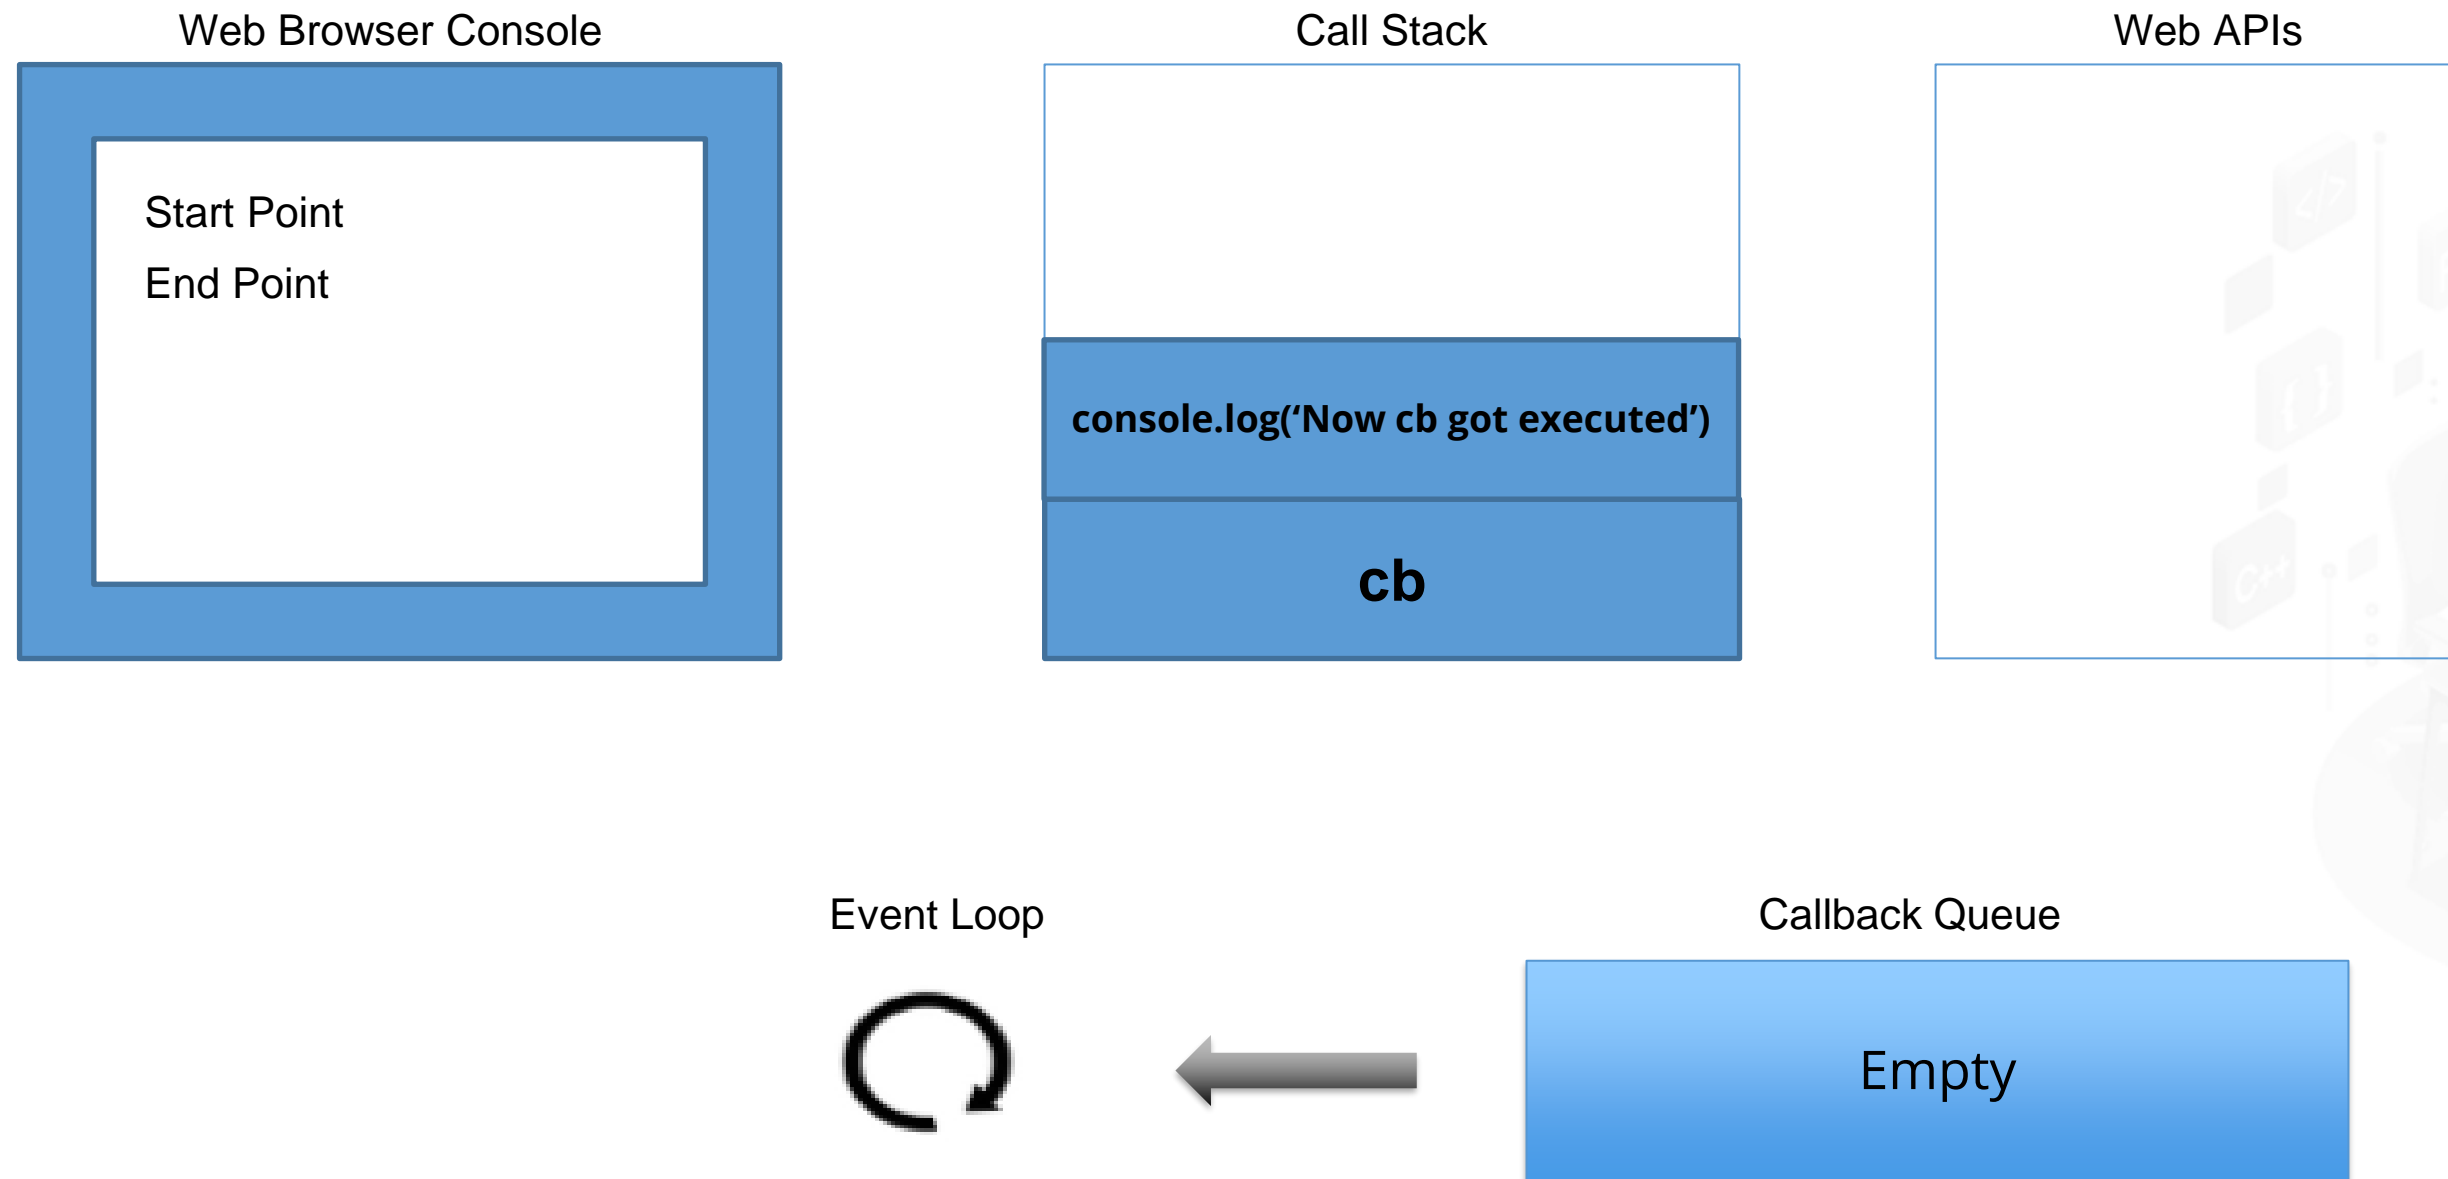 Web Browser Console
Call Stack
Web APIs
Start Point
End Point
console.log(‘Now cb got executed’)
cb
Event Loop
Callback Queue
Empty